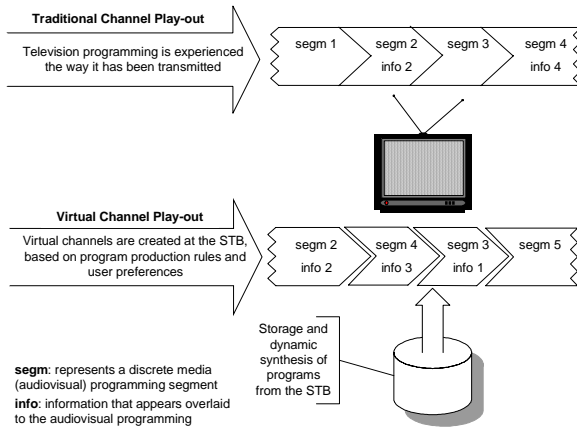 Traditional Channel Play-out
Television programming is experienced
the way it has been transmitted
segm 1
segm 2
info 2
segm 3
segm 4
info 4
Virtual Channel Play-out
Virtual channels are created at the STB,
based on program production rules and
user preferences
segm 2
info 2
segm 4
info 3
segm 3
info 1
segm 5
Storage and
dynamic
synthesis of
programs
from the STB
segm: represents a discrete media
(audiovisual) programming segment
info: information that appears overlaid
to the audiovisual programming